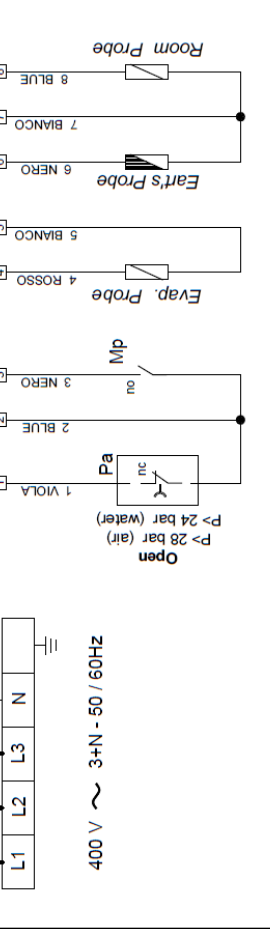 Room Probe
8 BLUE
7 BIANCO
6 NERO
Eart's Probe
5 BIANCO
4 ROSSO
Evap. Probe
Mp
no
3 NERO
2 BLUE
Pa
nc
1 VIOLA
Open
P> 28 bar (air)
P> 24 bar (water)
L1 L2 L3 N
400 V ~ 3+N - 50 / 60Hz